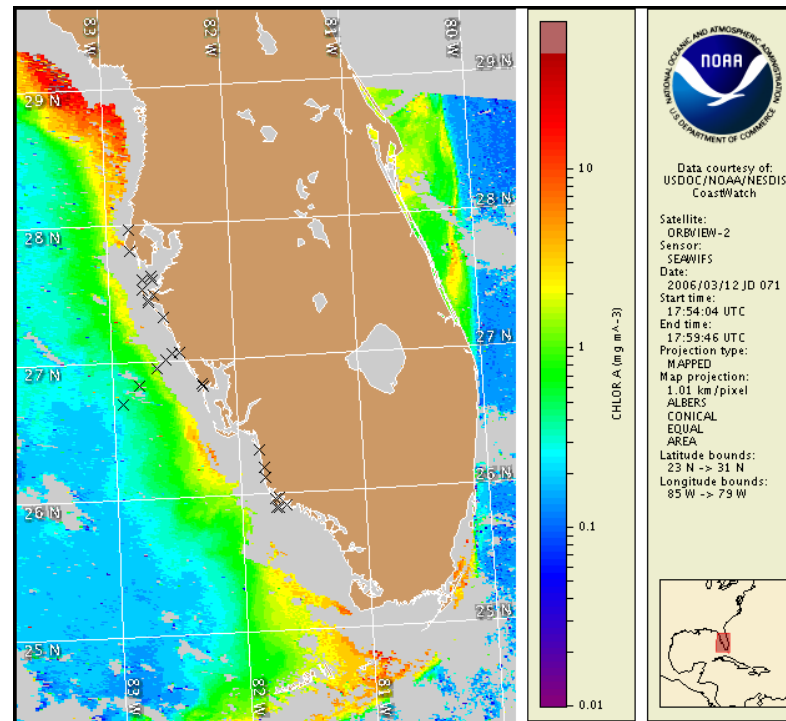 83 W
82 W
81 W
80 W
29 N
29 N
28 N
28 N
27 N
27 N
26 N
26 N
25 N
25 N
83 W
82 W
81 W
10
1
0.1
0.01
CHLOR A (mg m^-3)
NATIONAL OCEANIC AND ATMOSPHERIC ADMINISTRATION
NOAA
U.S. DEPARTMENT OF COMMERCE
Data courtesy of:
USDOC/NOAA/NESDIS
CoastWatch
Satellite:
ORBVIEW-2
Sensor:
SEAWIFS
Date:
2006/03/12 JD 071
Start time:
17:54:04 UTC
End time:
17:59:46 UTC
Projection type:
MAPPED
Map projection:
1.01 km/pixel
ALBERS
CONICAL
EQUAL
AREA
Latitude bounds:
23 N -> 31 N
Longitude bounds:
85 W -> 79 W